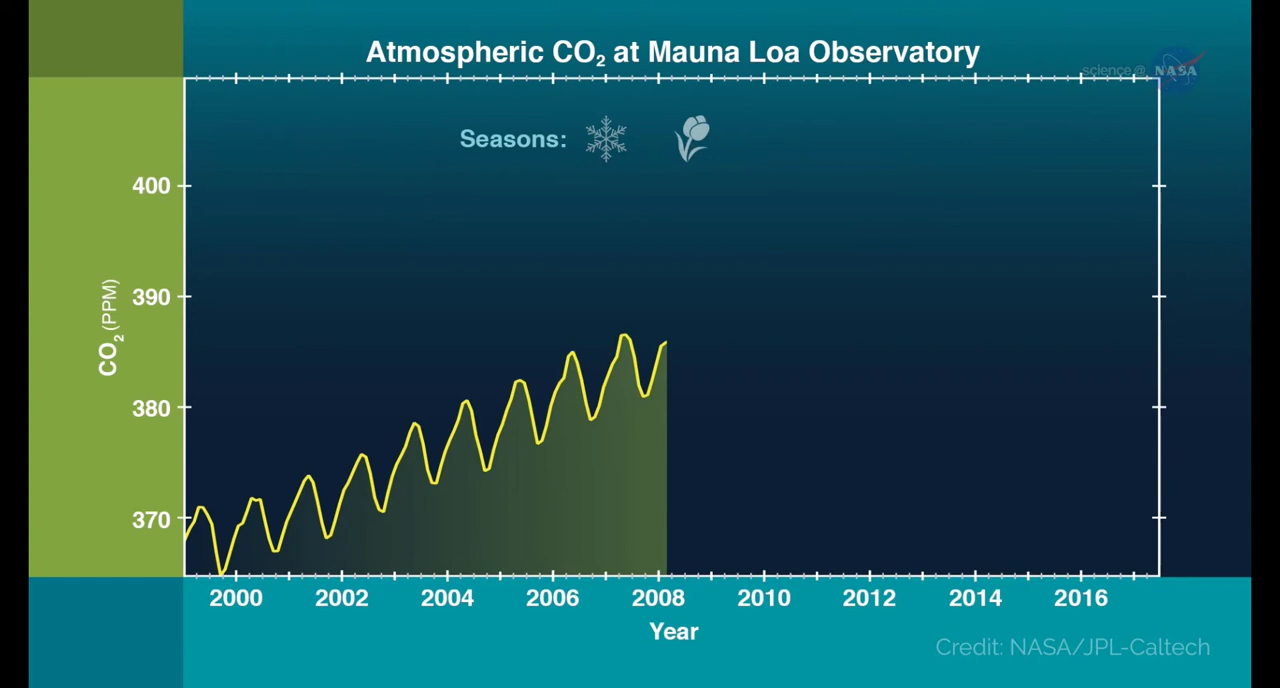 Atmospheric CO₂ at Mauna Loa Observatory
science@ NASA
Seasons:
400
390
380
370
CO₂ (PPM)
2000 2002 2004 2006 2008 2010 2012 2014 2016
Year
Credit: NASA/JPL-Caltech